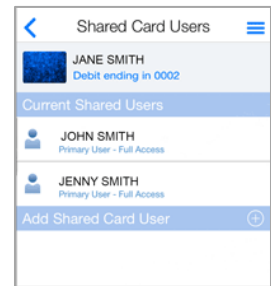 Shared Card Users
JANE SMITH
Debit ending in 0002
Current Shared Users
JOHN SMITH
Primary User - Full Access
JENNY SMITH
Primary User - Full Access
Add Shared Card User